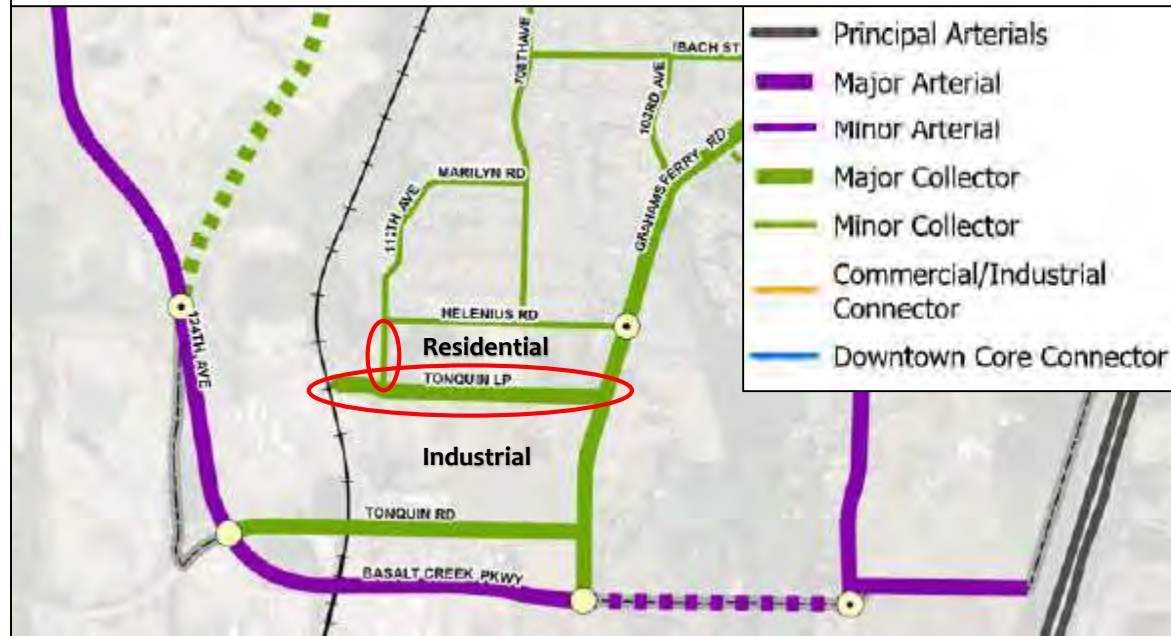 IBACH ST
108TH AVE
103RD AVE
GRAHAMS FERRY RD
MARILYN RD
112TH AVE
HELENIUS RD
124TH AVE
Residential
TONQUIN LP
Industrial
TONQUIN RD
BASALT CREEK PKWY
Principal Arterials
Major Arterial
Minor Arterial
Major Collector
Minor Collector
Commercial/Industrial
Connector
Downtown Core Connector